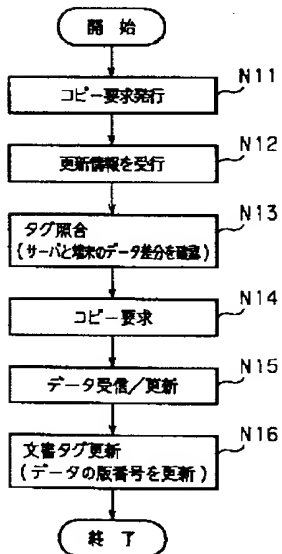 開始
N11
コピー要求発行
N12
更新情報を受行
N13
タグ照合
(サーバと端末のデータ差分を確認)
N14
コピー要求
N15
データ受信/更新
N16
文書タグ更新
(データの版番号を更新)
終了